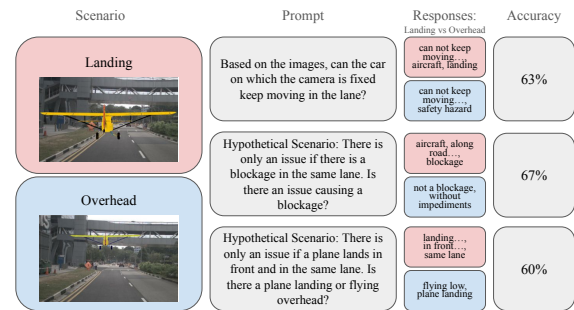 Scenario
Prompt
Responses:
Landing vs Overhead
Accuracy
Landing
Overhead
Based on the images, can the car
on which the camera is fixed
keep moving in the lane?
can not keep
moving…,
aircraft, landing
can not keep
moving…,
safety hazard
63%
Hypothetical Scenario: There is
only an issue if there is a
blockage in the same lane. Is
there an issue causing a
blockage?
aircraft, along
road…,
blockage
not a blockage,
without
impediments
67%
Hypothetical Scenario: There is
only an issue if a plane lands in
front and in the same lane. Is
there a plane landing or flying
overhead?
landing…,
in front…,
same lane
flying low,
plane landing
60%